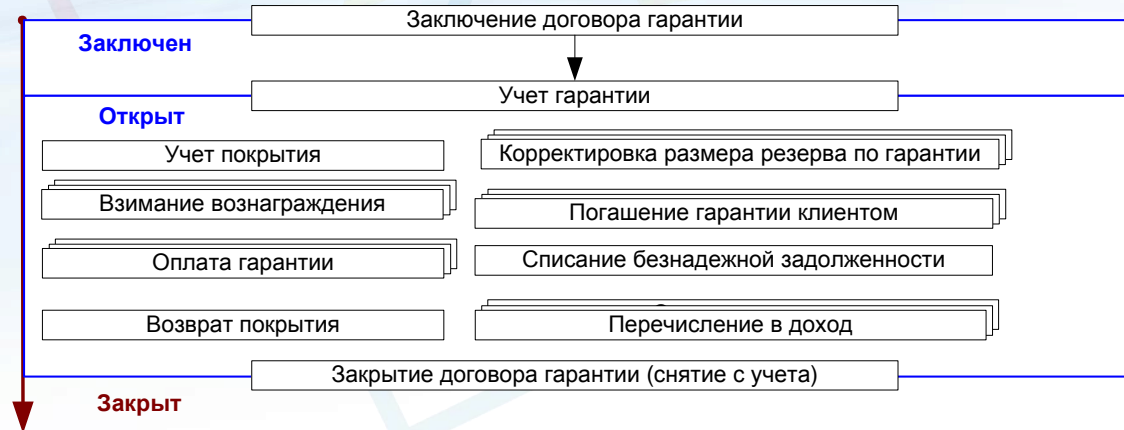 Заключение договора гарантии
Заключен
Учет гарантии
Открыт
Учет покрытия
Корректировка размера резерва по гарантии
Взимание вознаграждения
Погашение гарантии клиентом
Оплата гарантии
Списание безнадежной задолженности
Возврат покрытия
Перечисление в доход
Закрытие договора гарантии (снятие с учета)
Закрыт